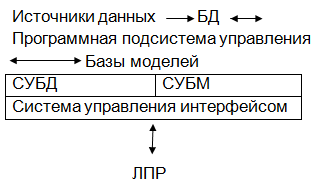 Источники данных БД
Программная подсистема управления
Базы моделей
СУБД СУБМ
Система управления интерфейсом
ЛПР